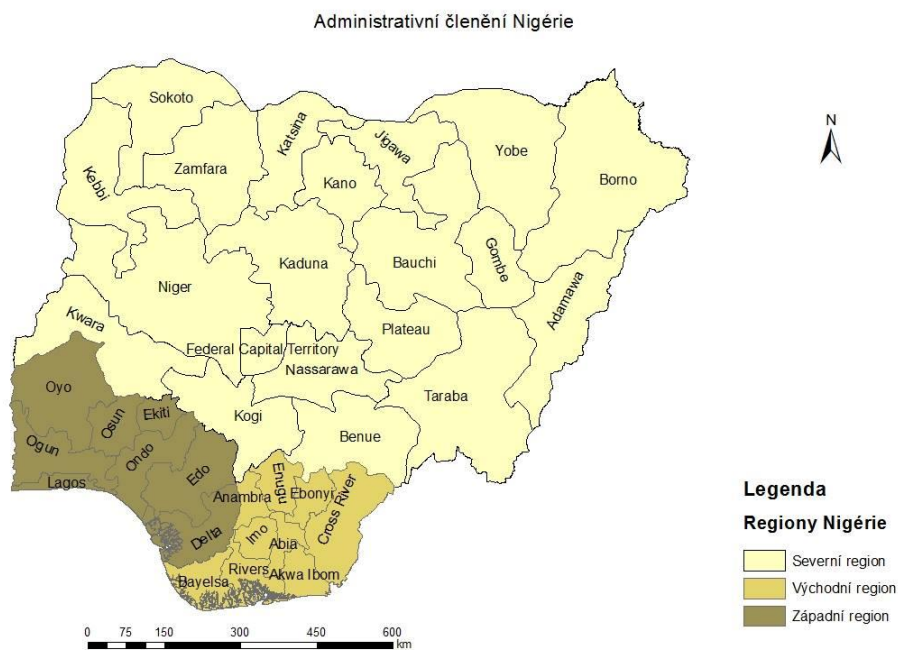 Administrativní členění Nigérie
N
Sokoto
Katsina
Jigawa
Yobe
Borno
Kebbi
Zamfara
Kano
Gombe
Bauchi
Kaduna
Niger
Adamawa
Kwara
Plateau
Federal Capital Territory
Nassarawa
Taraba
Oyo
Kogi
Benue
Osun
Ekiti
Ogun
Ondo
Edo
Lagos
Anambra
Enugu
Ebonyi
Cross River
Delta
Imo
Abia
Bayelsa
Rivers
Akwa Ibom
Legenda
Regiony Nigérie
Severní region
Východní region
Západní region
0 75 150 300 450 600
km